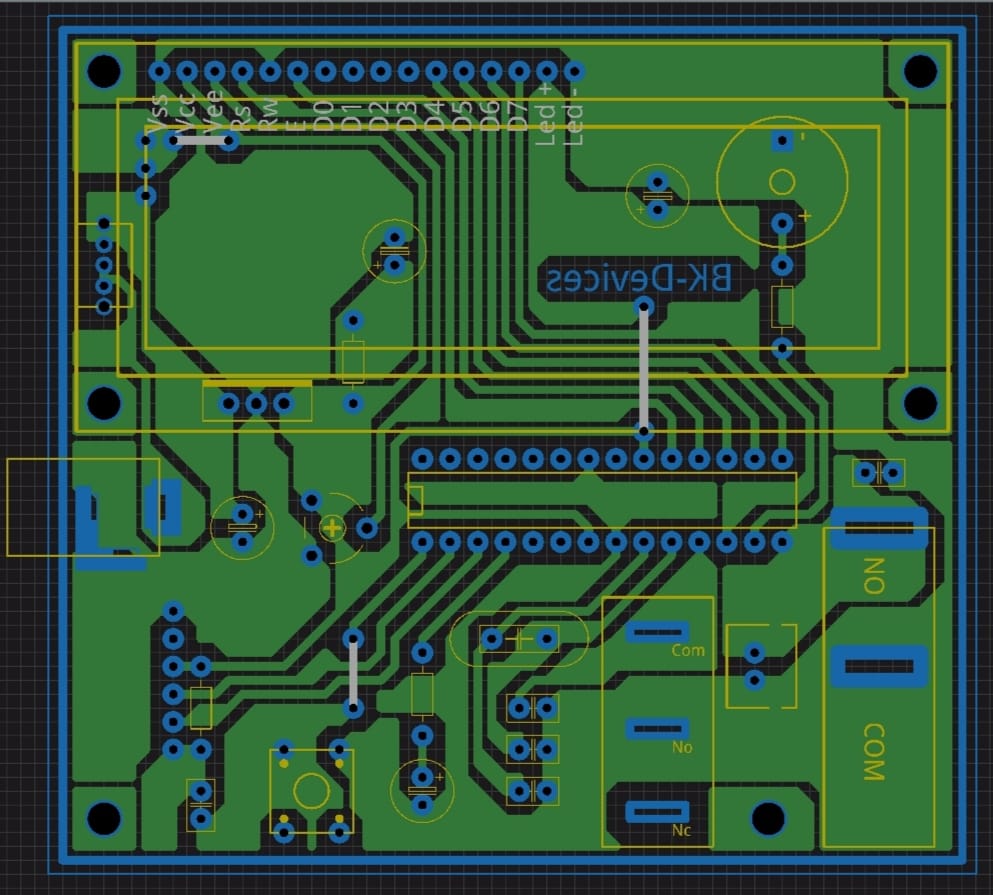 Vss
Vcc
Vee
Rs
Rw
E
D0
D1
D2
D3
D4
D5
D6
D7
Led +
Led -
-
+
+
+
BK-Devices
+
+
NO
Com
No
COM
+
Nc